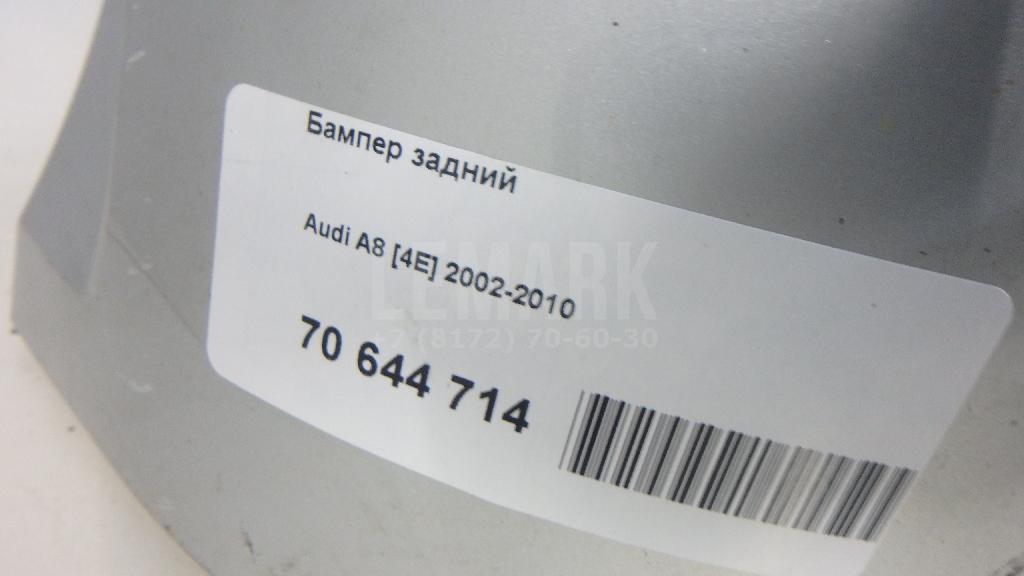 Бампер задний
Audi A8 [4E] 2002-2010
LEMARK
+7 (8172) 70-60-30
70 644 714